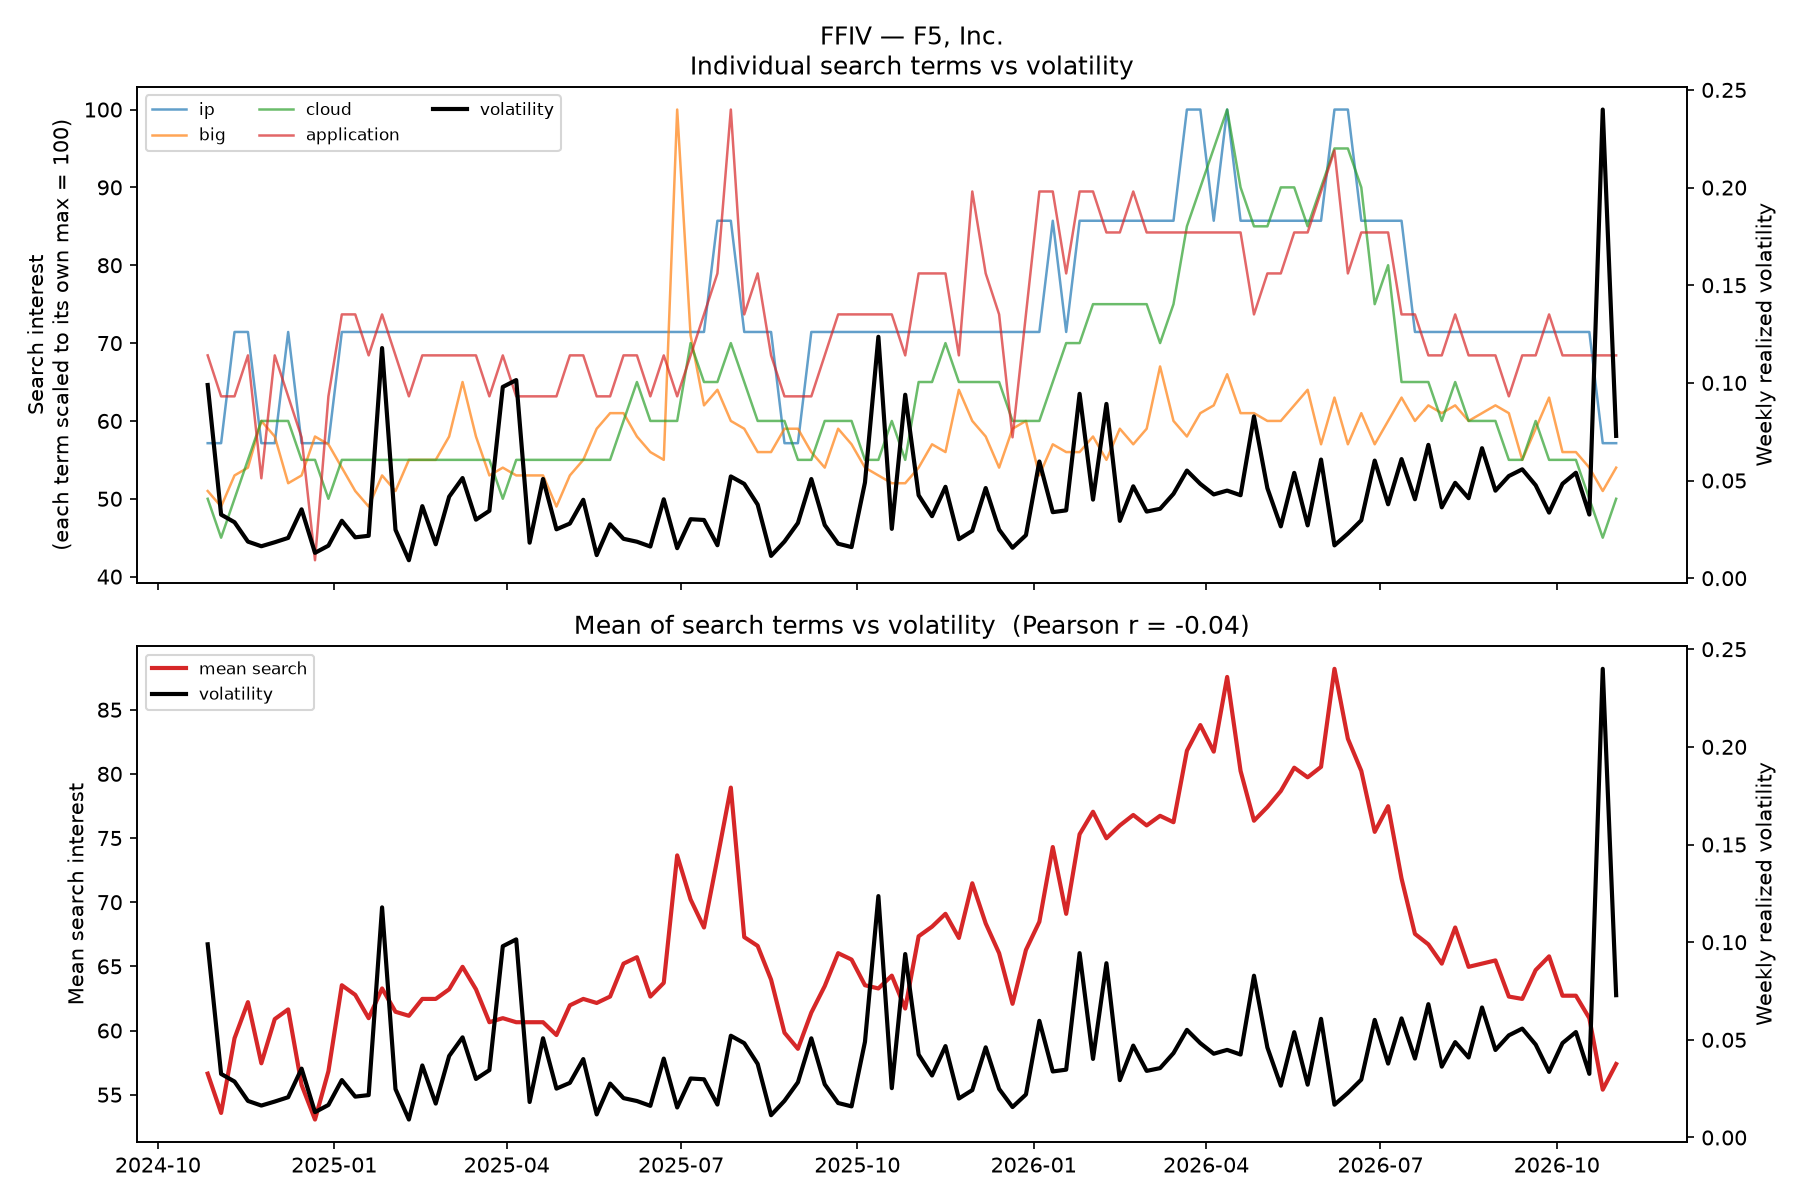 FFIV — F5, Inc.
Individual search terms vs volatility
ip
big
cloud
application
volatility
Search interest
(each term scaled to its own max = 100)
100
90
80
70
60
50
40
Weekly realized volatility
0.25
0.20
0.15
0.10
0.05
0.00
Mean of search terms vs volatility (Pearson r = -0.04)
mean search
volatility
Mean search interest
85
80
75
70
65
60
55
Weekly realized volatility
0.25
0.20
0.15
0.10
0.05
0.00
2024-10
2025-01
2025-04
2025-07
2025-10
2026-01
2026-04
2026-07
2026-10